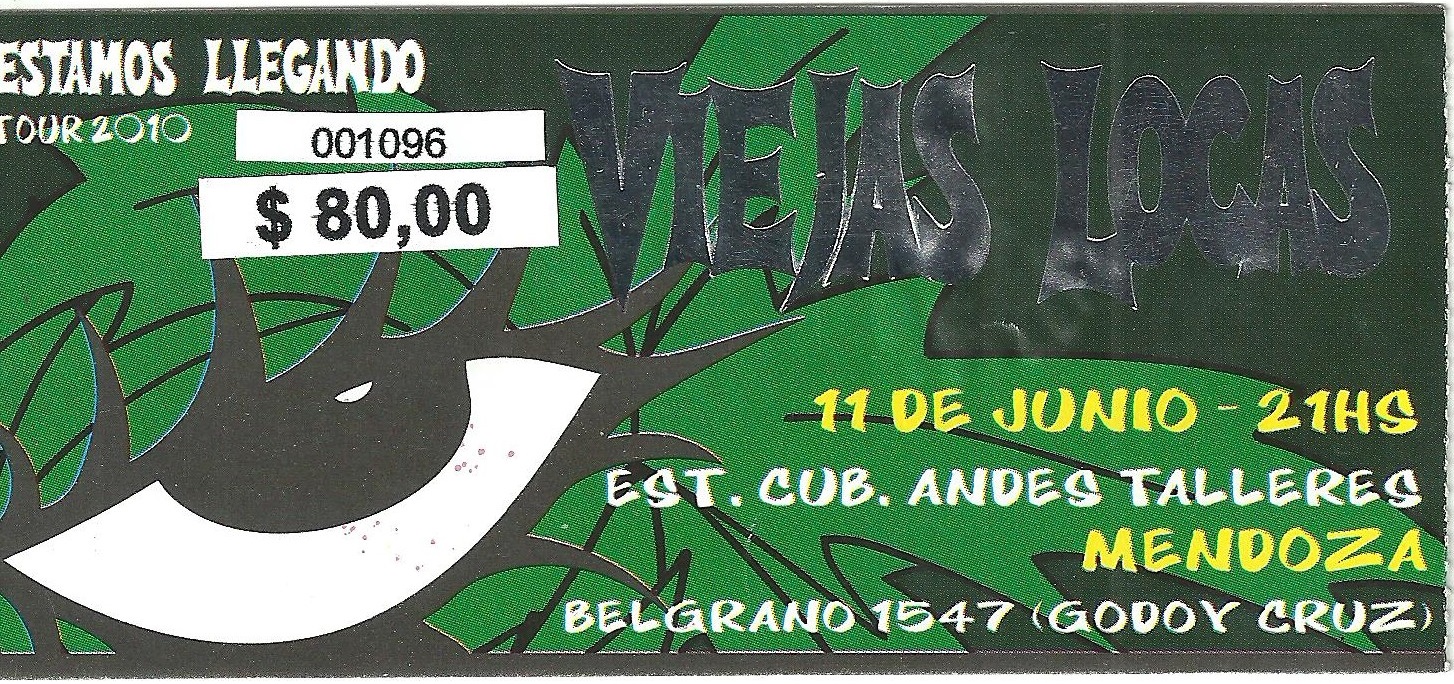 ESTAMOS LLEGANDO
TOUR 2010
001096
$ 80,00
VIEJAS LOCAS
11 DE JUNIO - 21HS
EST. CUB. ANDES TALLERES
MENDOZA
BELGRANO 1547 (GODOY CRUZ)